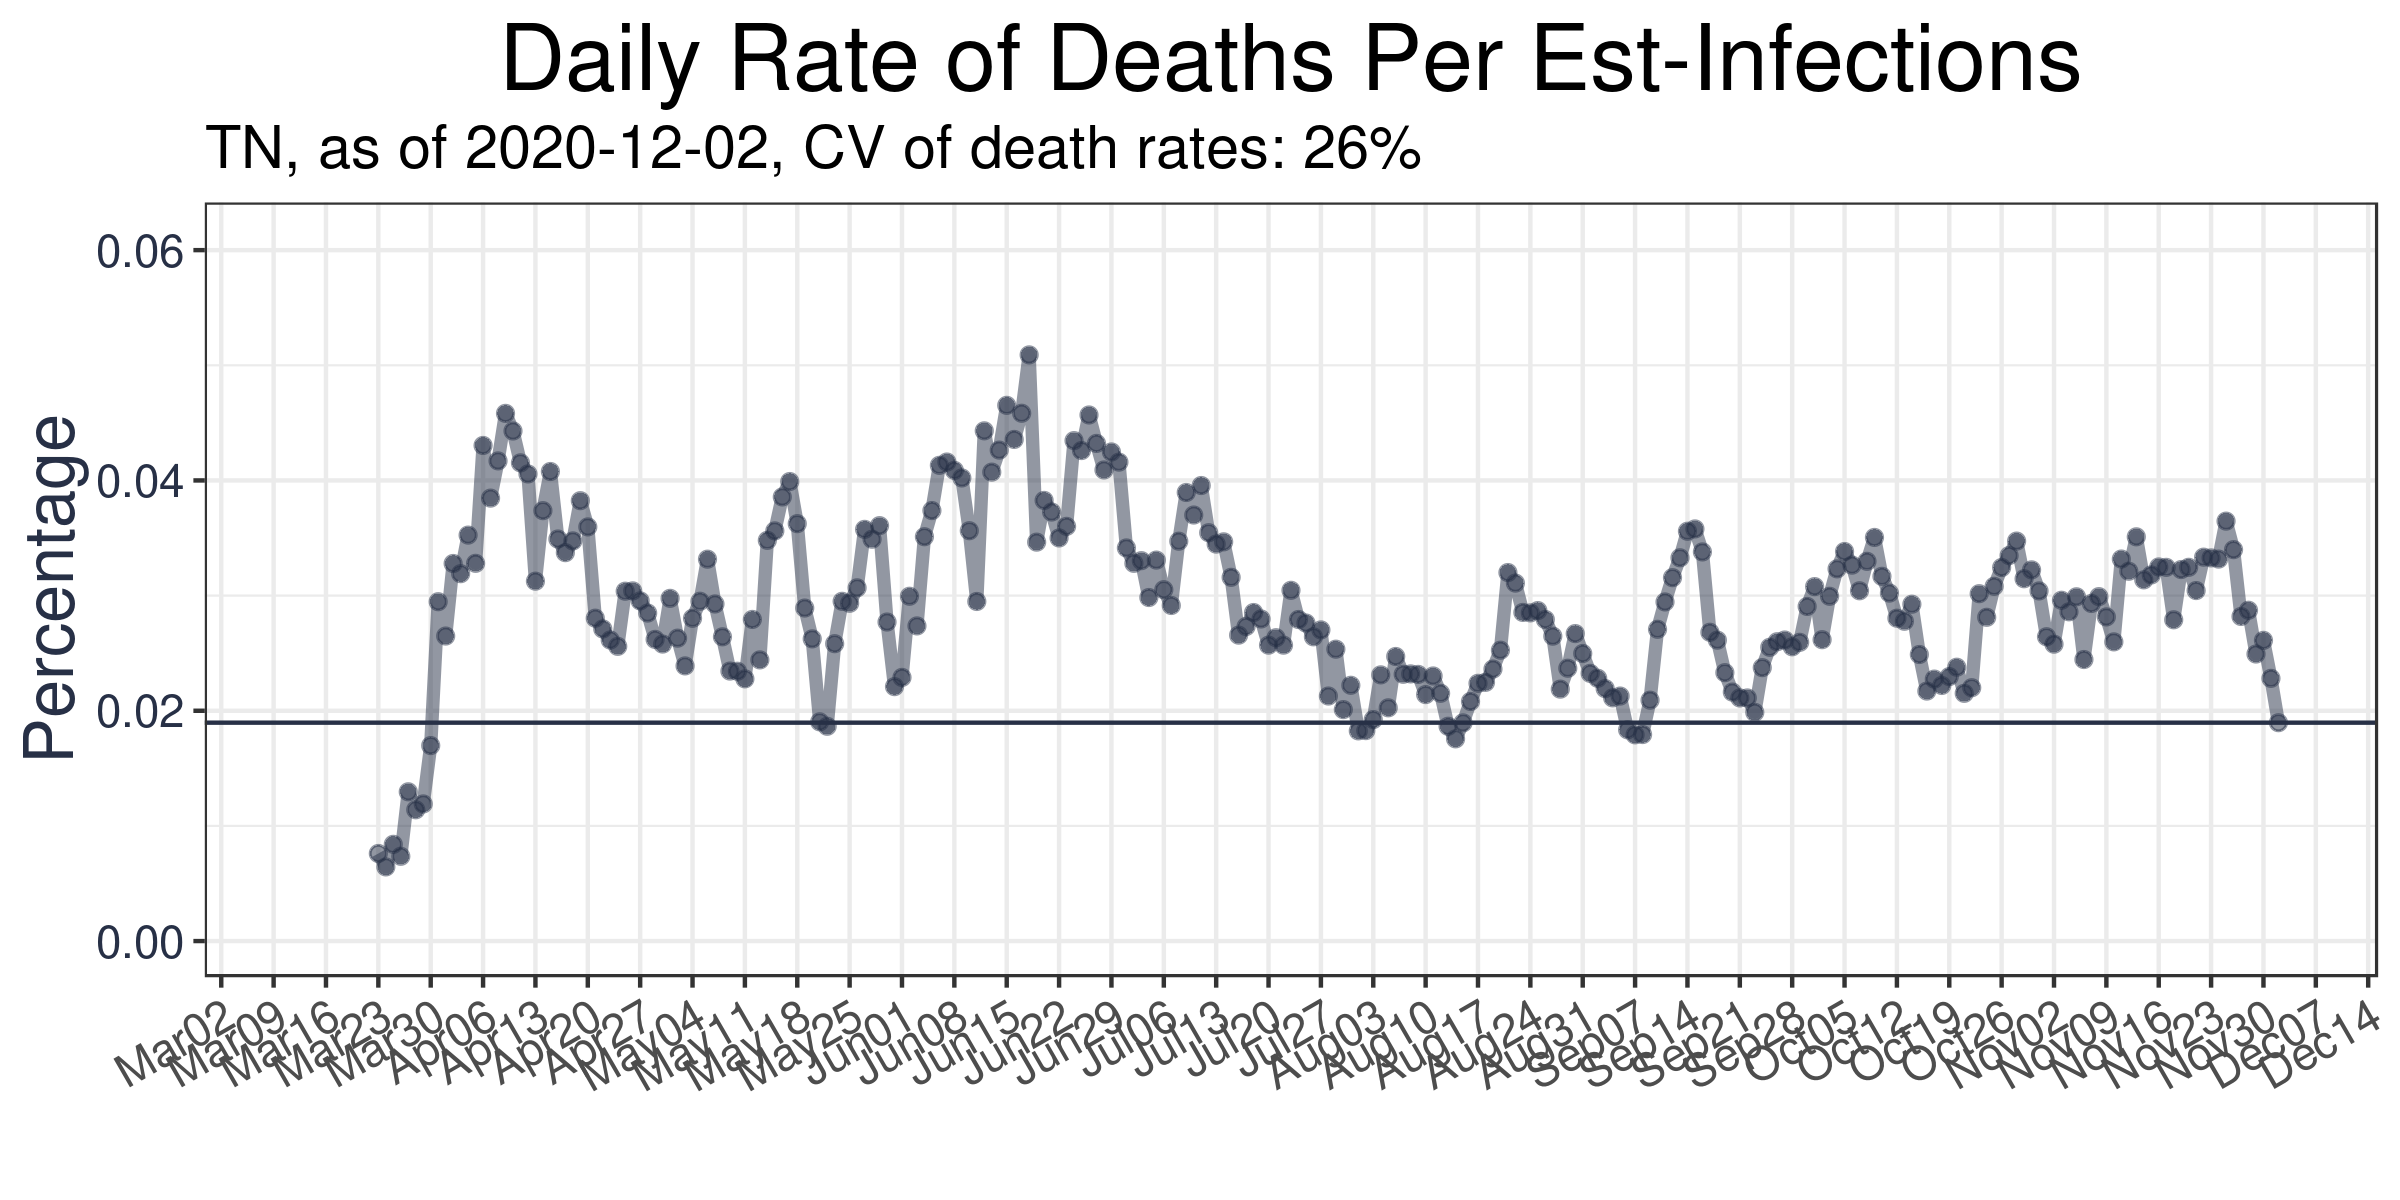 Daily Rate of Deaths Per Est-Infections
TN, as of 2020-12-02, CV of death rates: 26%
Percentage
0.06
0.04
0.02
0.00
Mar02
Mar09
Mar16
Mar23
Mar30
Apr06
Apr13
Apr20
Apr27
May04
May11
May18
May25
Jun01
Jun08
Jun15
Jun22
Jun29
Jul06
Jul13
Jul20
Jul27
Aug03
Aug10
Aug17
Aug24
Aug31
Sep07
Sep14
Sep21
Sep28
Oct05
Oct12
Oct19
Oct26
Nov02
Nov09
Nov16
Nov23
Nov30
Dec07
Dec14